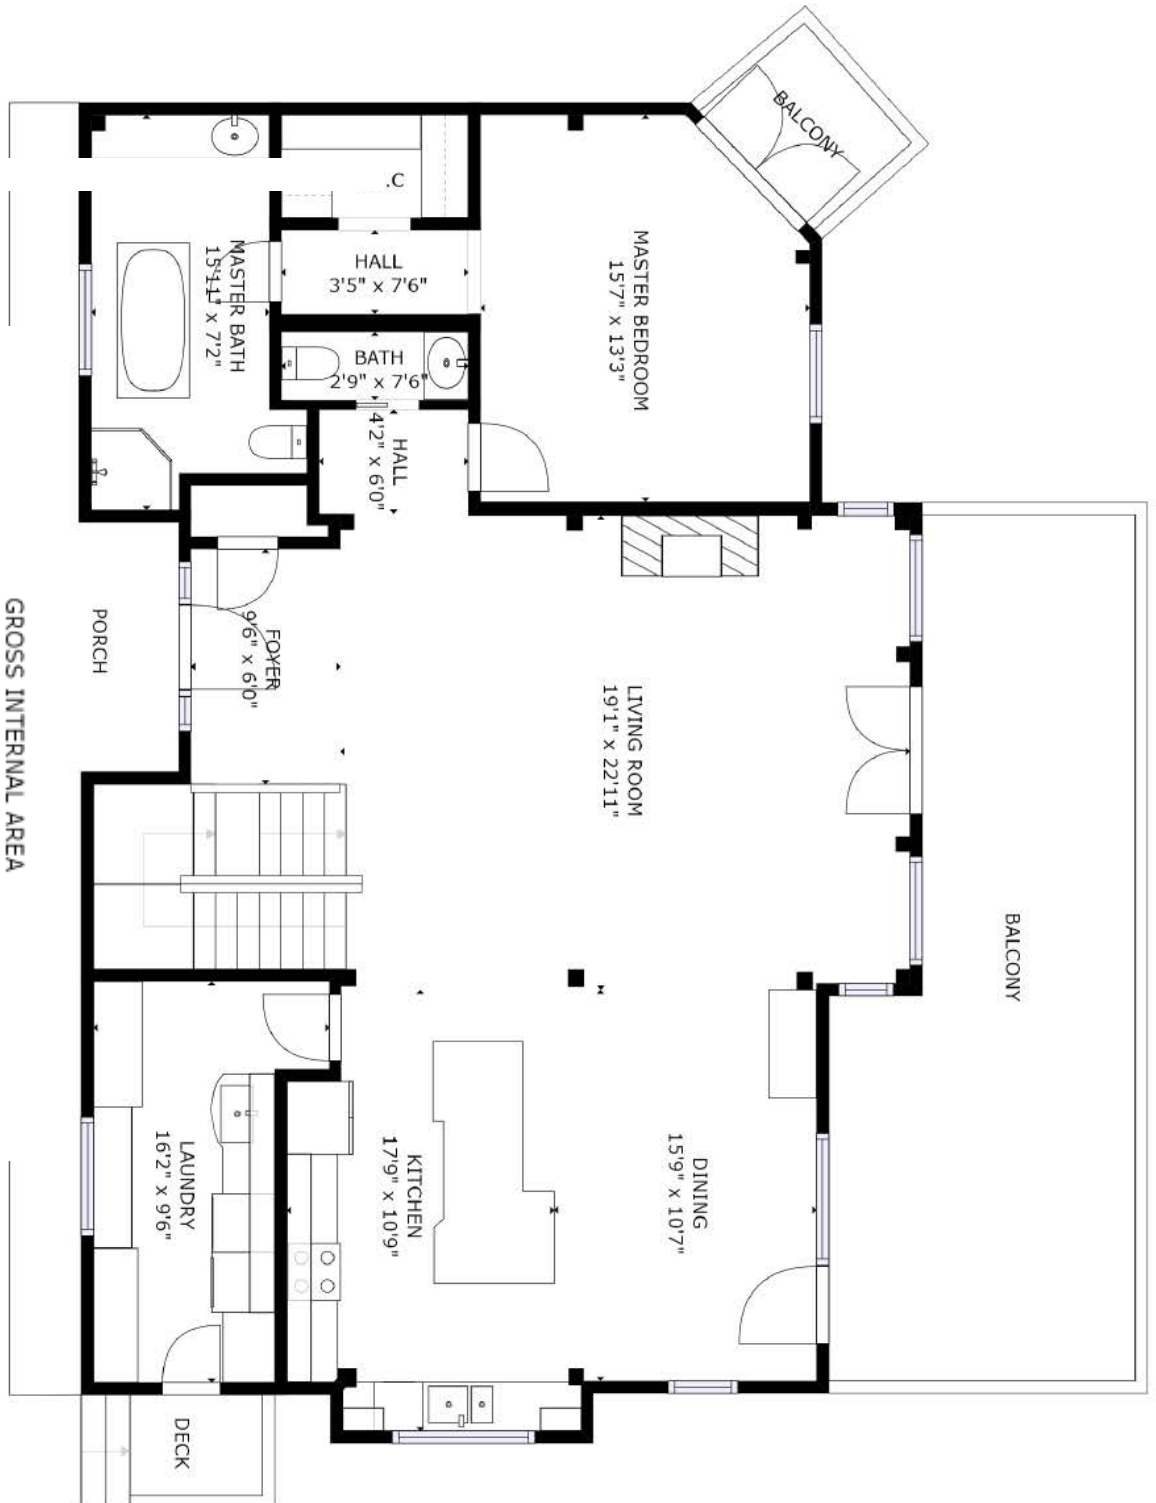 BALCONY
.C
MASTER BATH
15'11" x 7'2"
HALL
3'5" x 7'6"
MASTER BEDROOM
15'7" x 13'3"
BATH
2'9" x 7'6"
HALL
4'2" x 6'0"
PORCH
FOYER
9'6" x 6'0"
LIVING ROOM
19'1" x 22'11"
GROSS INTERNAL AREA
BALCONY
LAUNDRY
16'2" x 9'6"
KITCHEN
17'9" x 10'9"
DINING
15'9" x 10'7"
DECK